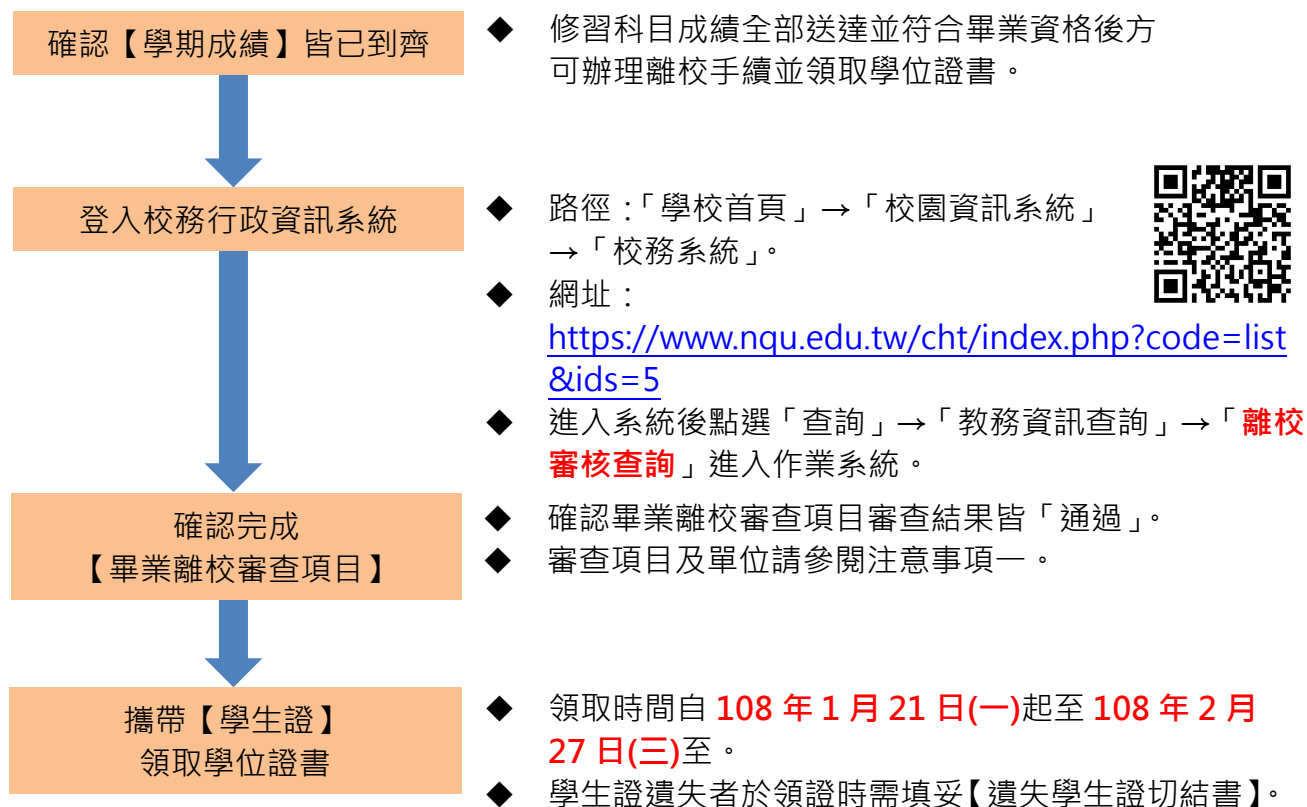 確認【學期成績】皆已到齊
◆ 修習科目成績全部送達並符合畢業資格後方
可辦理離校手續並領取學位證書。
登入校務行政資訊系統
◆ 路徑:「學校首頁」→「校園資訊系統」
→「校務系統」。
◆ 網址:
https://www.nqu.edu.tw/cht/index.php?code=list
&ids=5
◆ 進入系統後點選「查詢」→「教務資訊查詢」→「離校
審核查詢」進入作業系統。
確認完成
【畢業離校審查項目】
◆ 確認畢業離校審查項目審查結果皆「通過」。
◆ 審查項目及單位請參閱注意事項一。
攜帶【學生證】
領取學位證書
◆ 領取時間自 108 年 1 月 21 日(一)起至 108 年 2 月
27 日(三)至。
◆ 學生證遺失者於領證時需填妥【遺失學生證切結書】。